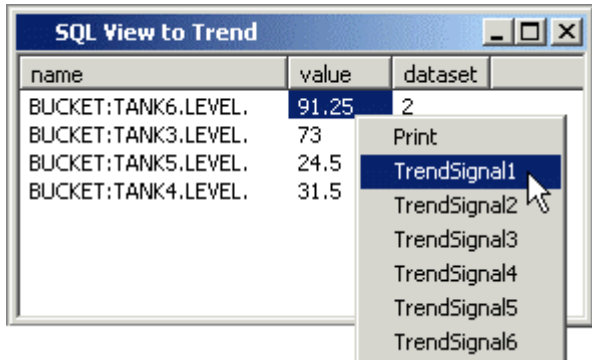 SQL View to Trend
name value dataset
BUCKET:TANK6.LEVEL. 91.25 2
BUCKET:TANK3.LEVEL. 73
BUCKET:TANK5.LEVEL. 24.5
BUCKET:TANK4.LEVEL. 31.5
Print
TrendSignal1
TrendSignal2
TrendSignal3
TrendSignal4
TrendSignal5
TrendSignal6